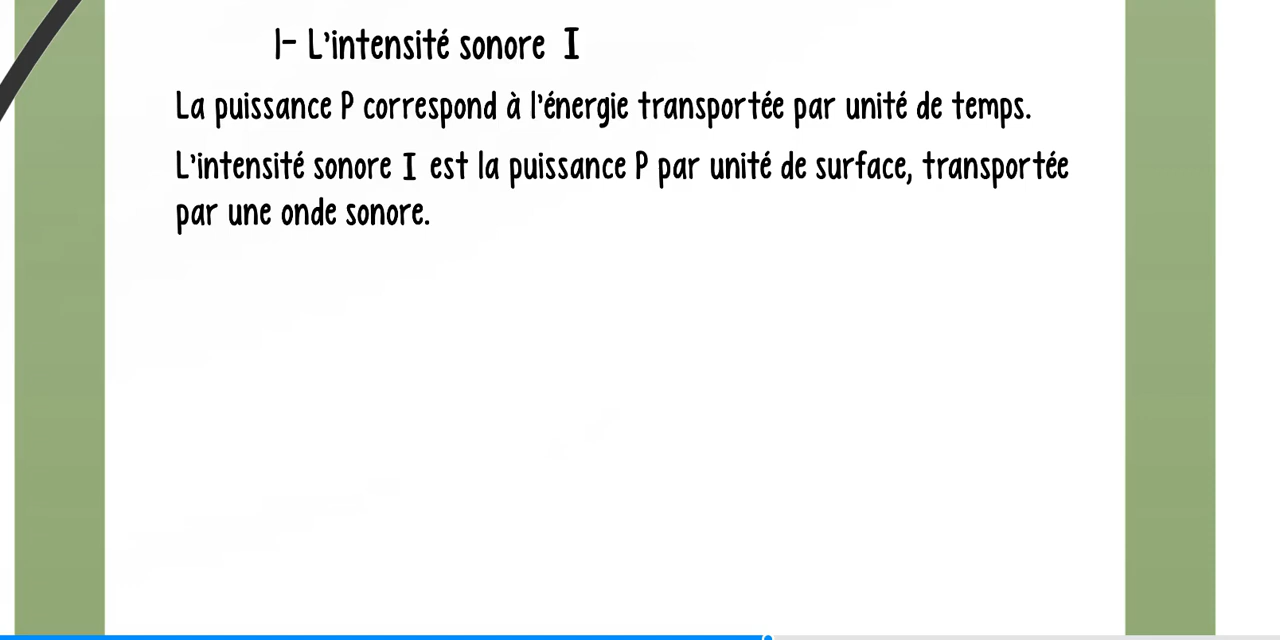 1- L'intensité sonore I
La puissance P correspond à l'énergie transportée par unité de temps.
L'intensité sonore I est la puissance P par unité de surface, transportée
par une onde sonore.